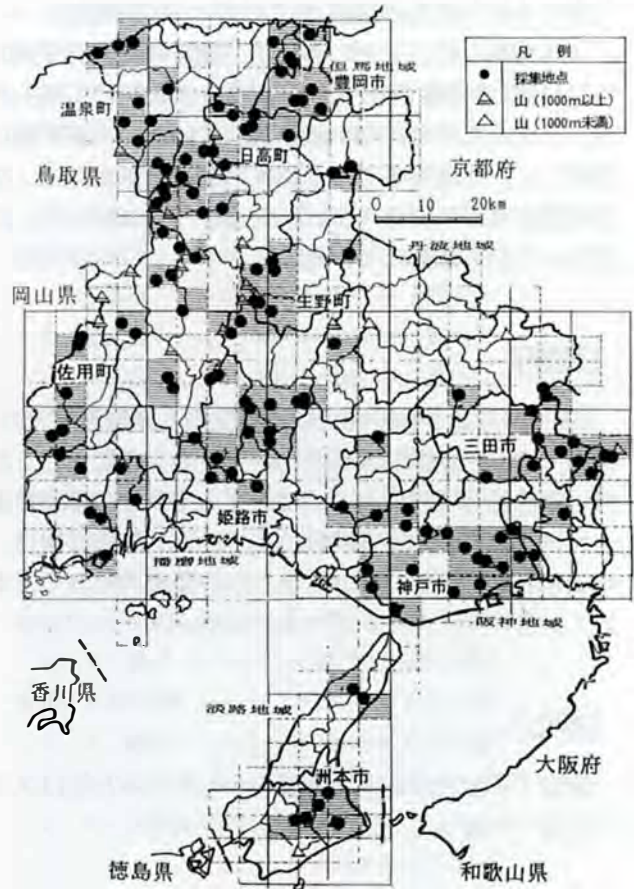 凡 例
採集地点
山 (1000m以上)
山 (1000m未満)
但馬地域
豊岡市
温泉町
日高町
鳥取県
京都府
0 10 20km
丹波地域
岡山県
生野町
佐用町
三田市
姫路市
播磨地域
神戸市
阪神地域
香川県
淡路地域
洲本市
大阪府
徳島県
和歌山県